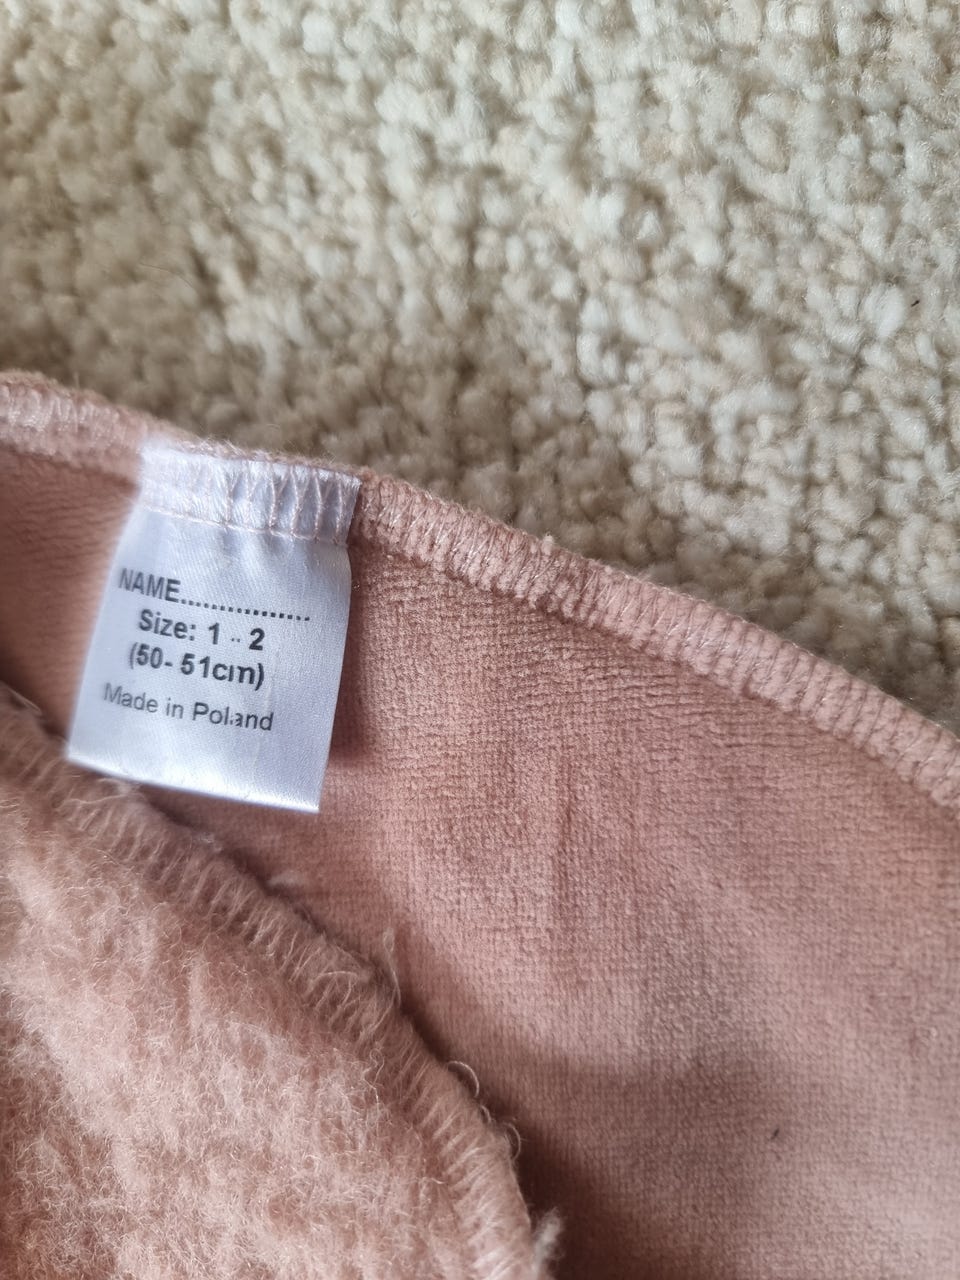 NAME.................
Size: 1 - 2
(50- 51cm)
Made in Poland